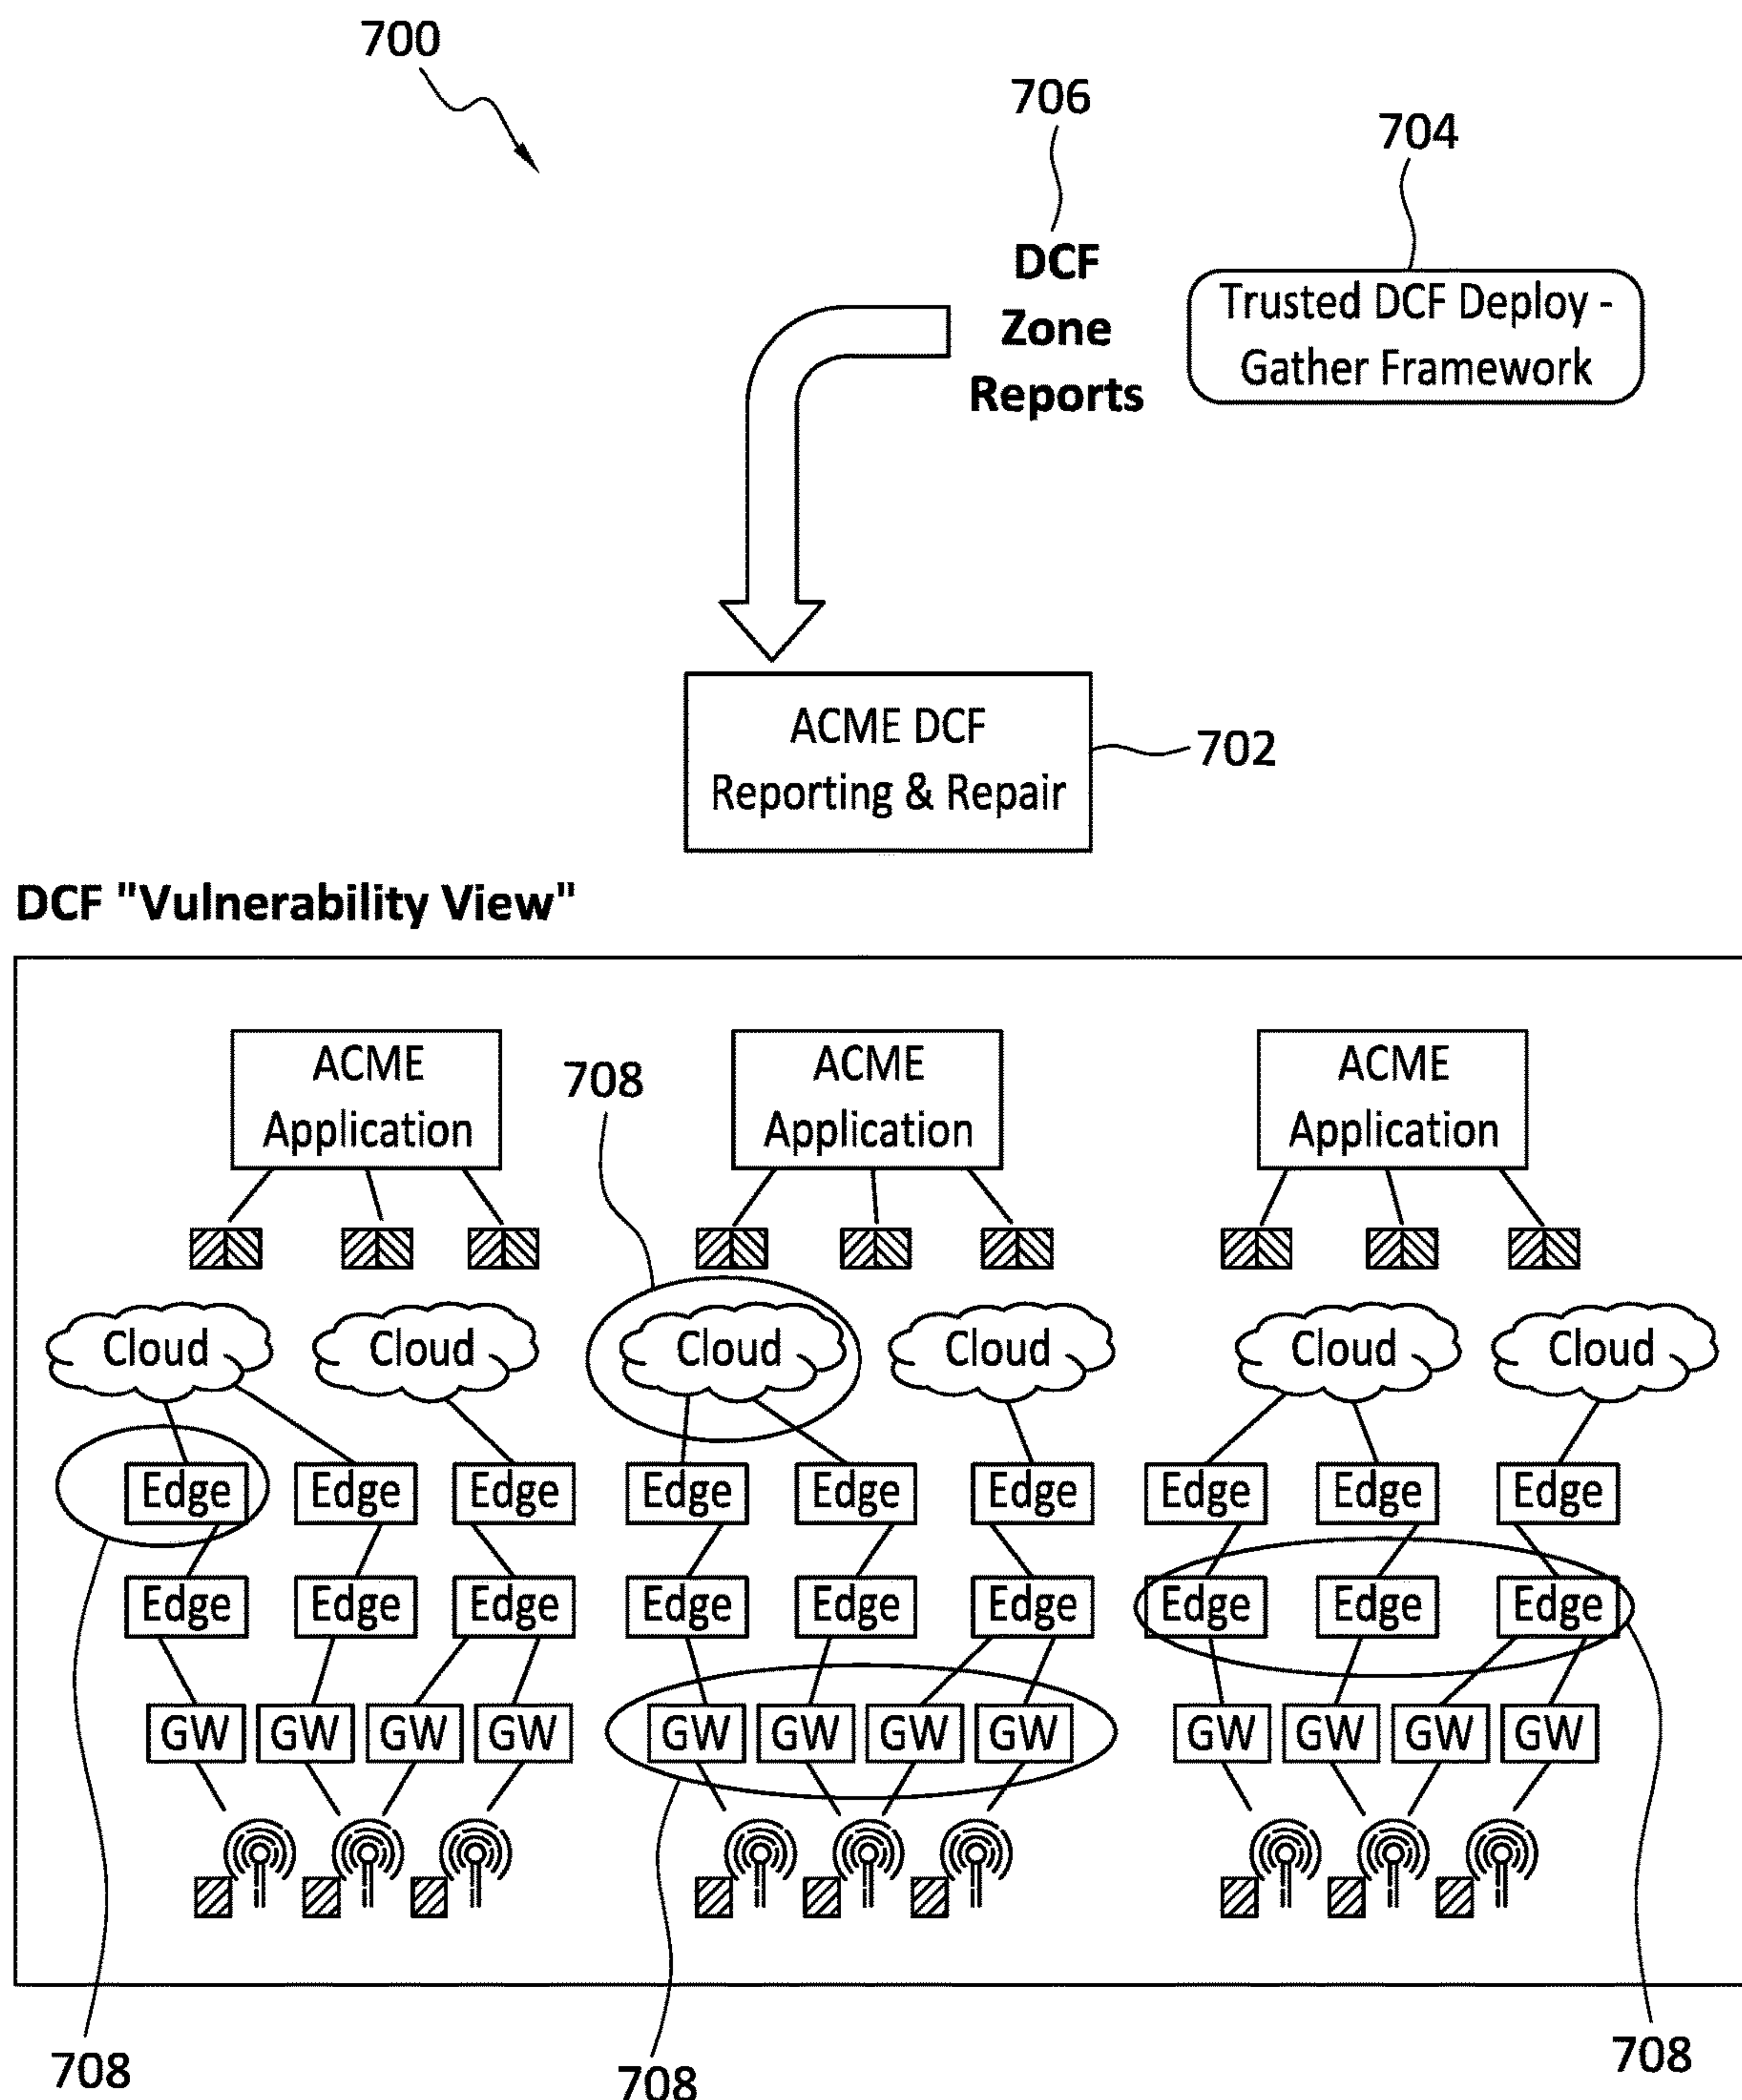 700
706
704
DCF
Zone
Reports
Trusted DCF Deploy -
Gather Framework
ACME DCF
Reporting & Repair
702
DCF "Vulnerability View"
ACME
Application
ACME
Application
ACME
Application
708
Cloud Cloud Cloud Cloud Cloud Cloud
Edge Edge Edge Edge Edge Edge Edge Edge Edge
Edge Edge Edge Edge Edge Edge Edge Edge Edge
GW GW GW GW GW GW GW GW GW GW GW GW
708
708
708